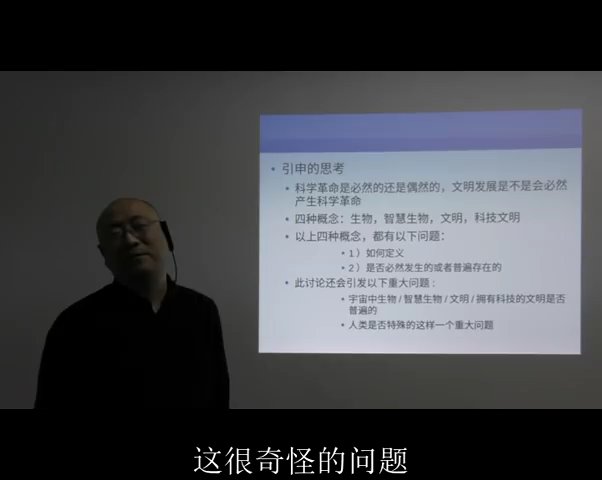 引申的思考
科学革命是必然的还是偶然的，文明发展是不是会必然
产生科学革命
四种概念：生物，智慧生物，文明，科技文明
以上四种概念，都有以下问题：
1）如何定义
2）是否必然发生的或者普遍存在的
此讨论还会引发以下重大问题：
宇宙中生物/智慧生物/文明/拥有科技的文明是否
普遍的
人类是否特殊的这样一个重大问题
这很奇怪的问题